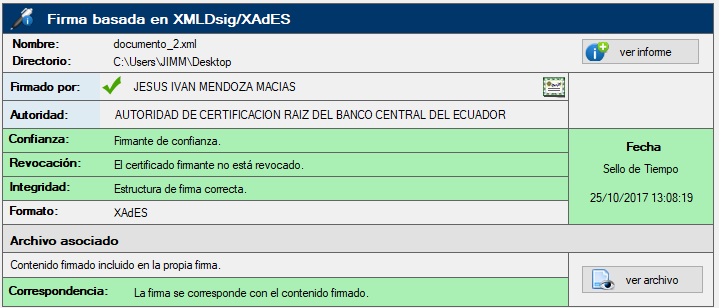 Firma basada en XMLDsig/XAdES
Nombre: documento_2.xml
Directorio: C:\Users\JIMM\Desktop
ver informe
Firmado por: JESUS IVAN MENDOZA MACIAS
Autoridad: AUTORIDAD DE CERTIFICACION RAIZ DEL BANCO CENTRAL DEL ECUADOR
Confianza: Firmante de confianza.
Revocación: El certificado firmante no está revocado.
Integridad: Estructura de firma correcta.
Formato: XAdES
Fecha
Sello de Tiempo
25/10/2017 13:08:19
Archivo asociado
Contenido firmado incluido en la propia firma.
Correspondencia: La firma se corresponde con el contenido firmado.
ver archivo